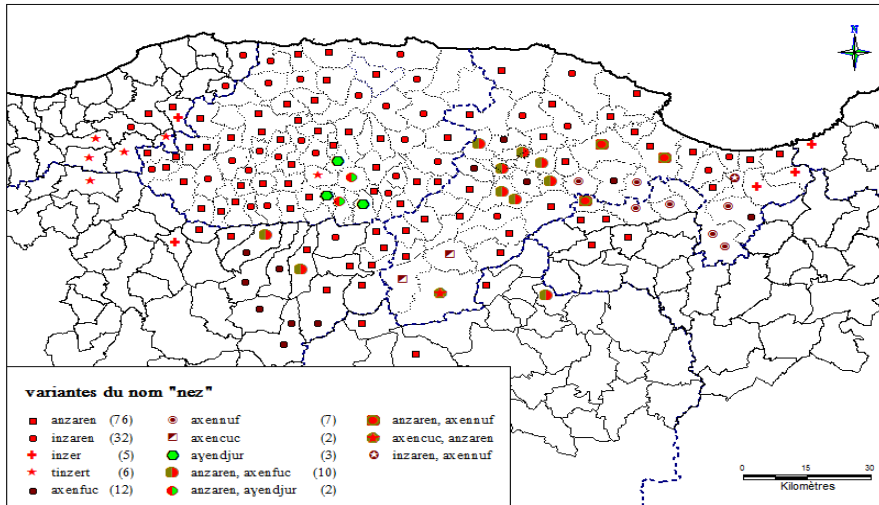 N
variantes du nom "nez"
anzaren (76) axennuf (7) anzaren, axennuf
inzaren (32) axencuc (2) axencuc, anzaren
inzer (5) ayendjur (3) inzaren, axennuf
tinzert (6) anzaren, axenfuc (10)
axenfuc (12) anzaren, ayendjur (2)
0 15 30
Kilomètres